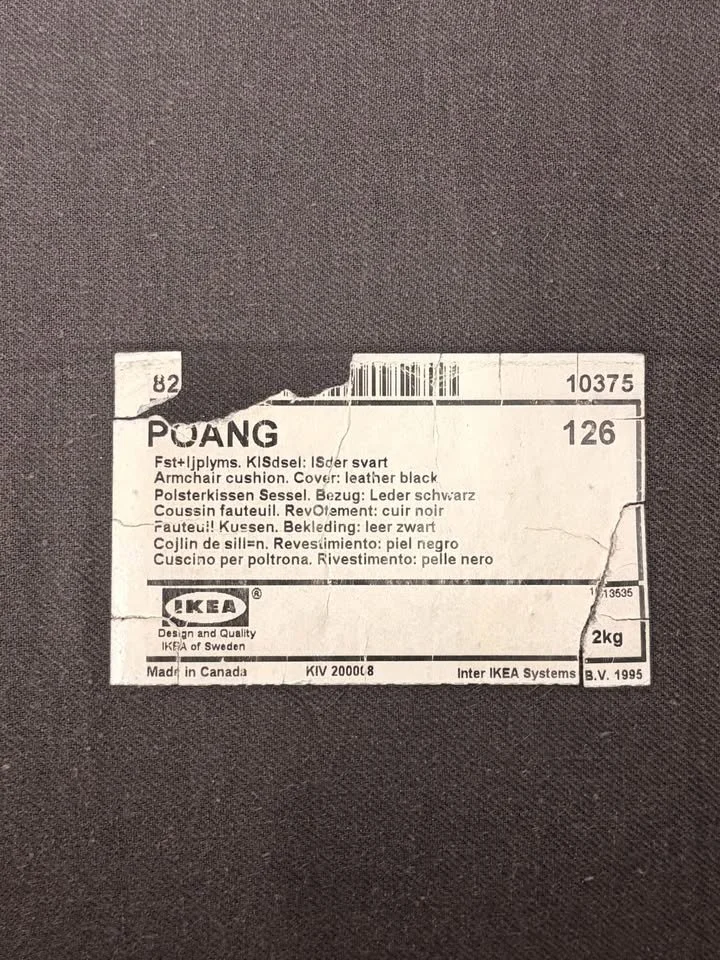 82 10375
POANG 126
Fst+ljplyms. KlSdsel: lSder svart
Armchair cushion. Cover: leather black
Polsterkissen Sessel. Bezug: Leder schwarz
Coussin fauteuil. RevOtement: cuir noir
Fauteuil Kussen. Bekleding: leer zwart
Cojlin de sill=n. Revestimiento: piel negro
Cuscino per poltrona. Rivestimento: pelle nero
IKEA ®
Design and Quality
IKEA of Sweden
2kg
Made in Canada Inter IKEA Systems B.V. 1995